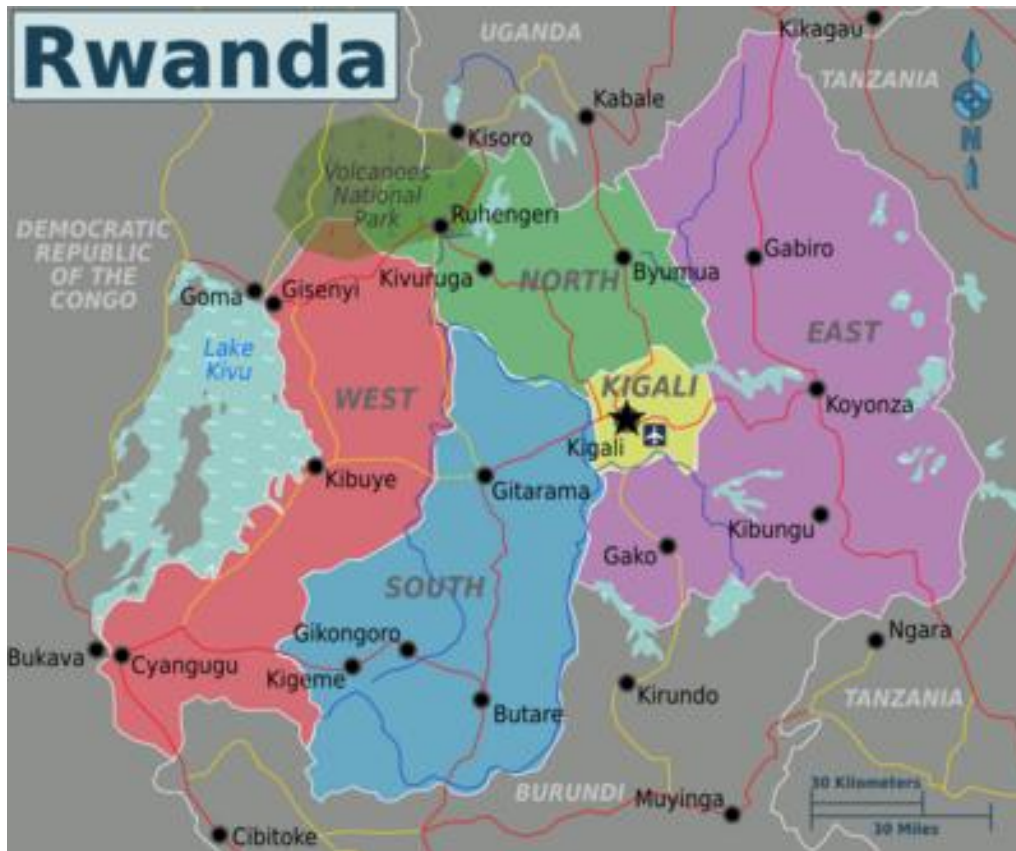 Rwanda
UGANDA
Kikagau
TANZANIA
Kabale
N
Kisoro
Volcanoes
National
Park
Ruhengeri
DEMOCRATIC
REPUBLIC
OF THE
CONGO
Goma
Gisenyi
Kivuruga
NORTH
Byumua
Gabiro
EAST
Lake
Kivu
WEST
KIGALI
Koyonza
Kigali
Kibuye
Gitarama
Gako
Kibungu
SOUTH
Gikongoro
Ngara
Bukava
Cyangugu
Kigeme
Kirundo
TANZANIA
Butare
BURUNDI
Muyinga
30 Kilometers
30 Miles
Cibitoke